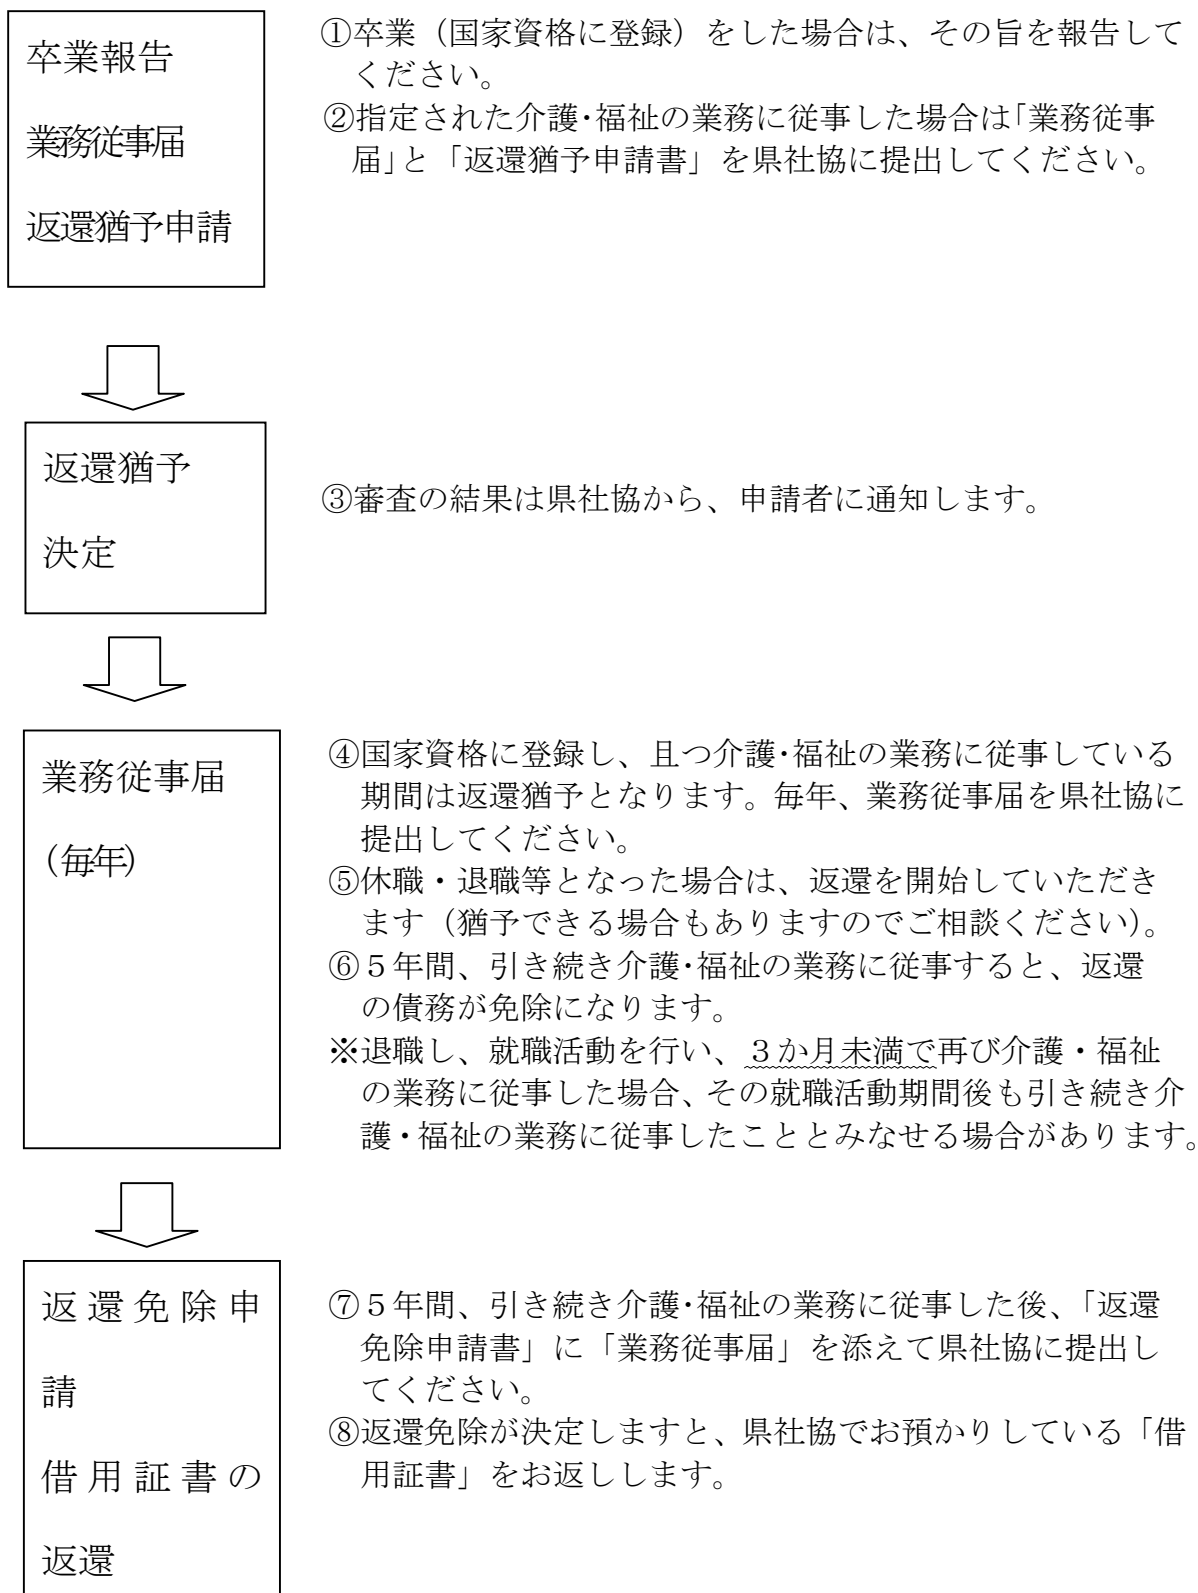 卒業報告
業務従事届
返還猶予申請
①卒業（国家資格に登録）をした場合は、その旨を報告して
ください。
②指定された介護・福祉の業務に従事した場合は「業務従事
届」と「返還猶予申請書」を県社協に提出してください。
返還猶予
決定
③審査の結果は県社協から、申請者に通知します。
業務従事届
（毎年）
④国家資格に登録し、且つ介護・福祉の業務に従事している
期間は返還猶予となります。毎年、業務従事届を県社協に
提出してください。
⑤休職・退職等となった場合は、返還を開始していただき
ます（猶予できる場合もありますのでご相談ください）。
⑥５年間、引き続き介護・福祉の業務に従事すると、返還
の債務が免除になります。
※退職し、就職活動を行い、３か月未満で再び介護・福祉
の業務に従事した場合、その就職活動期間後も引き続き介
護・福祉の業務に従事したこととみなせる場合があります。
返還免除申
請
借用証書の
返還
⑦５年間、引き続き介護・福祉の業務に従事した後、「返還
免除申請書」に「業務従事届」を添えて県社協に提出し
てください。
⑧返還免除が決定しますと、県社協でお預かりしている「借
用証書」をお返しします。